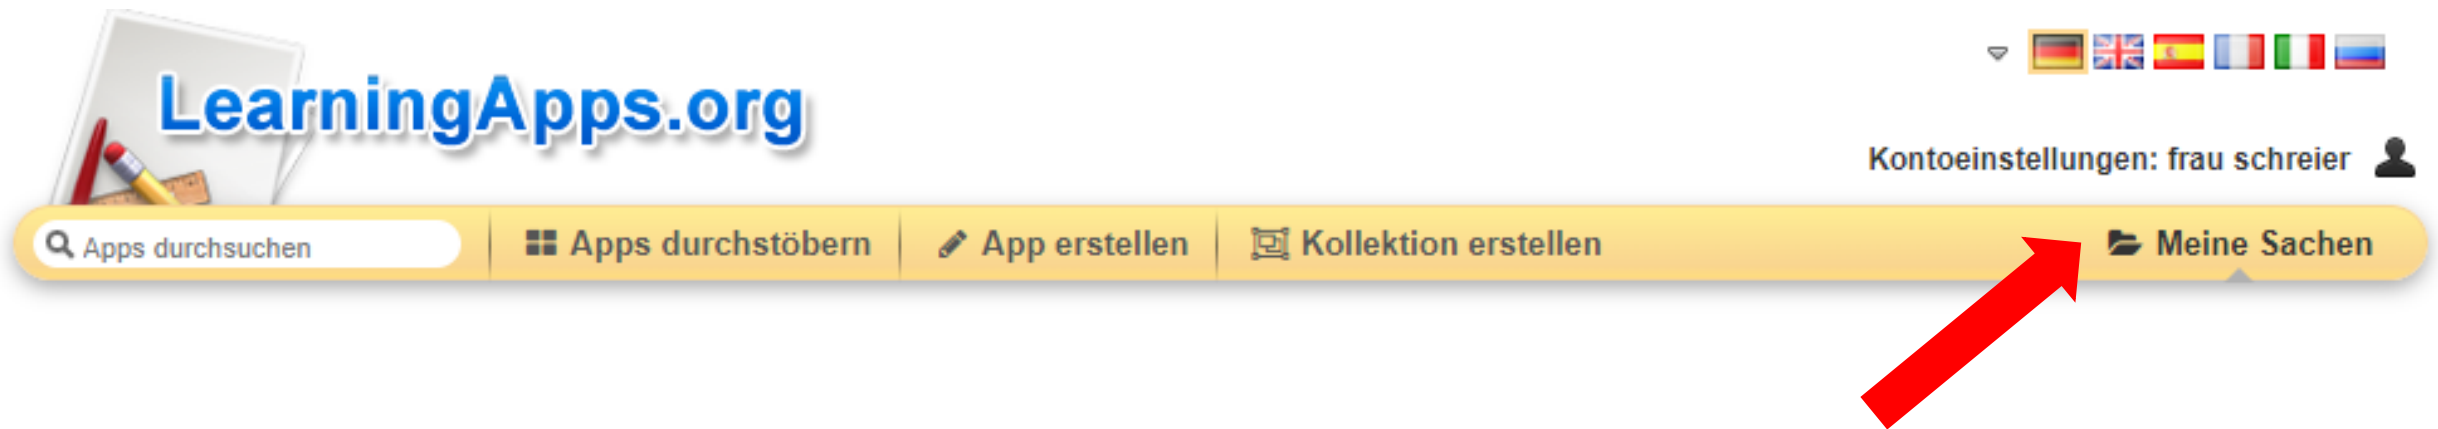 LearningApps.org
Kontoeinstellungen: frau schreier
Apps durchsuchen
Apps durchstöbern
App erstellen
Kollektion erstellen
Meine Sachen